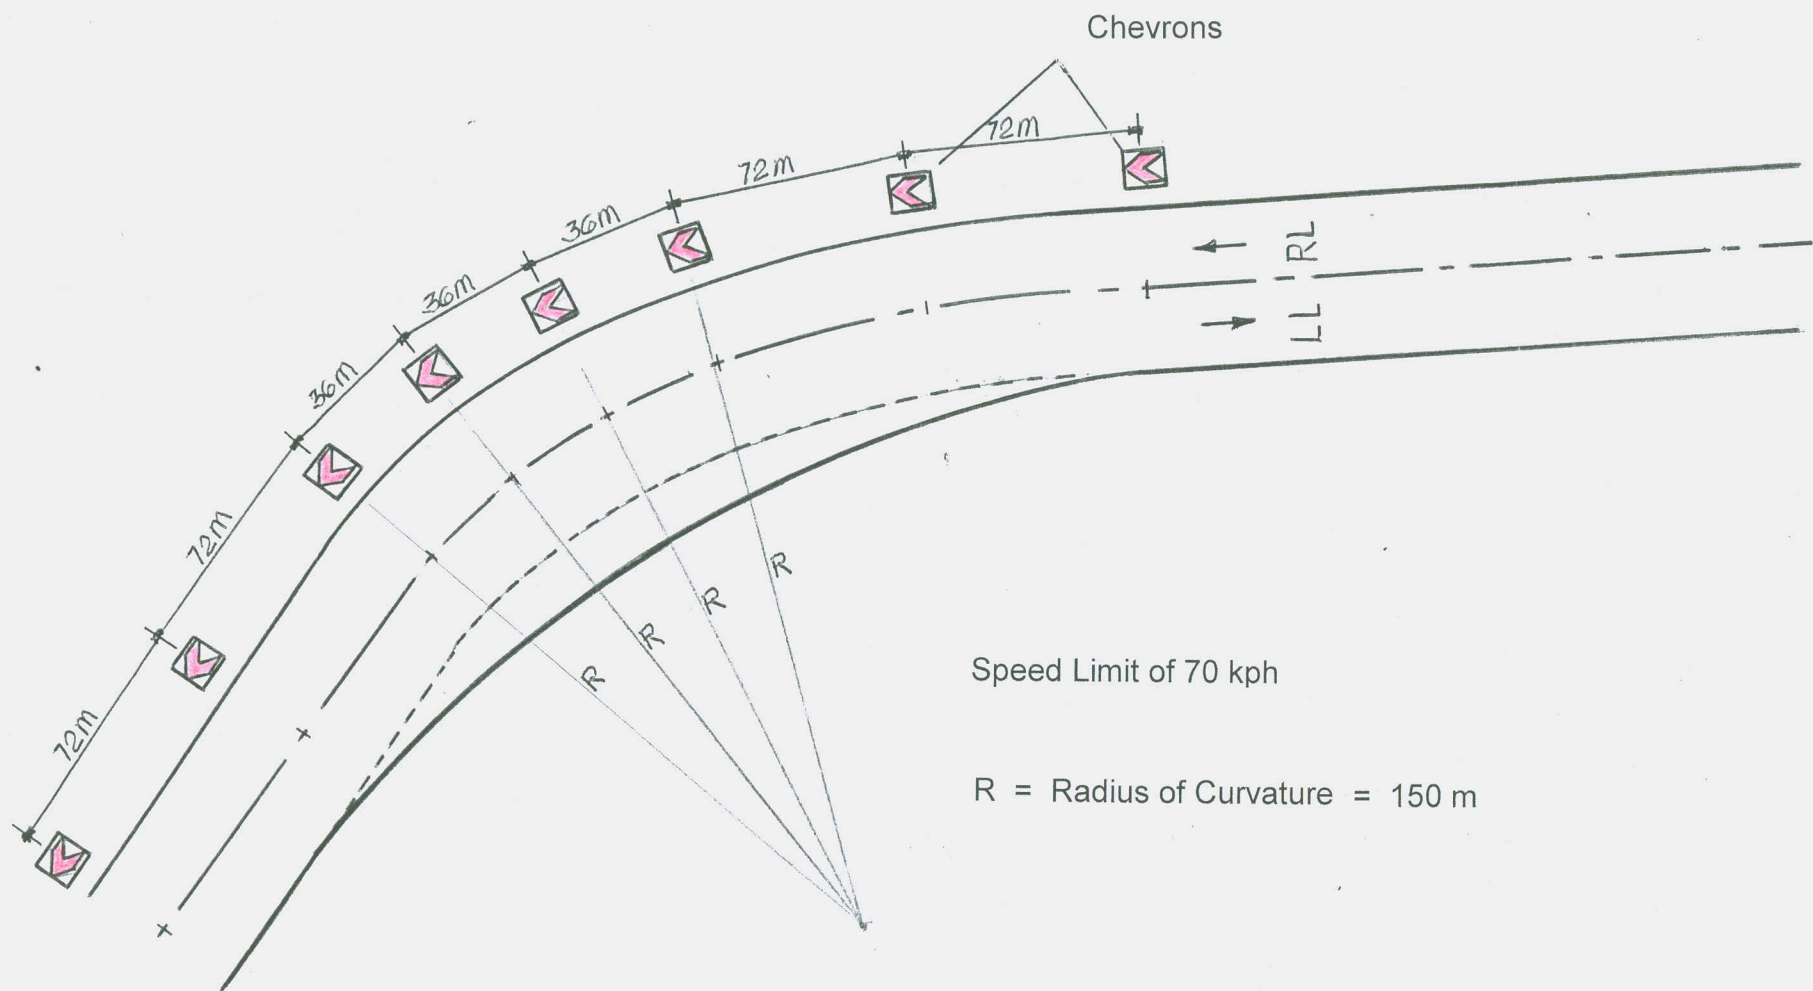 Chevrons
72m
72m
36m
36m
36m
72m
72m
RL
LL
R
R
R
R
Speed Limit of 70 kph
R = Radius of Curvature = 150 m